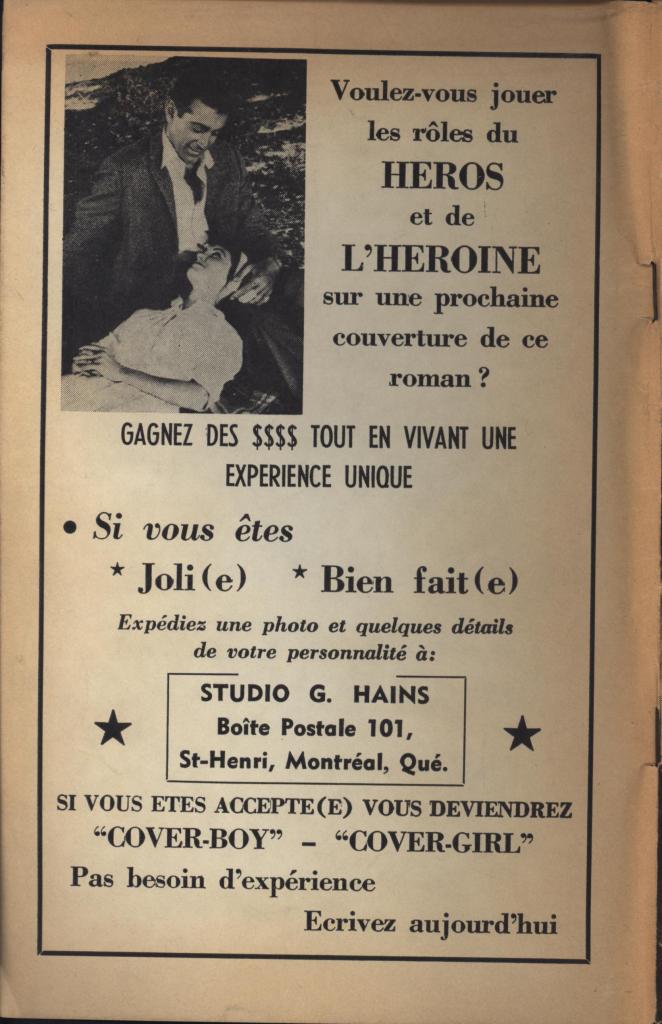 Voulez-vous jouer
les rôles du
HEROS
et de
L'HEROINE
sur une prochaine
couverture de ce
roman ?
GAGNEZ DES $$$$ TOUT EN VIVANT UNE
EXPERIENCE UNIQUE
• Si vous êtes
* Joli(e) * Bien fait(e)
Expédiez une photo et quelques détails
de votre personnalité à:
STUDIO G. HAINS
Boîte Postale 101,
St-Henri, Montréal, Qué.
SI VOUS ETES ACCEPTE(E) VOUS DEVIENDREZ
“COVER-BOY” – “COVER-GIRL”
Pas besoin d'expérience
Ecrivez aujourd'hui